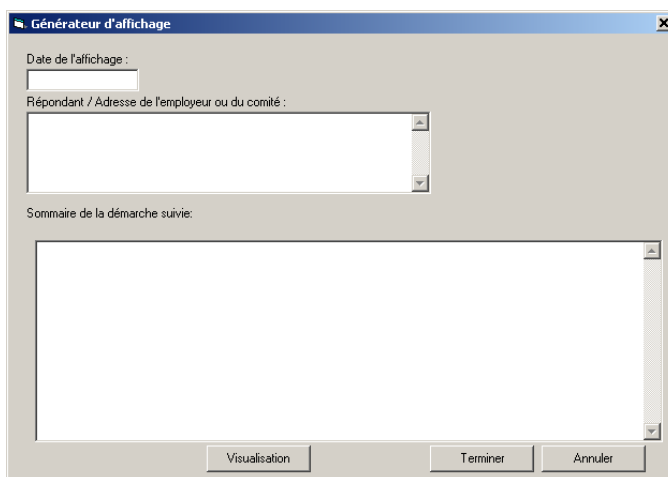 Générateur d'affichage
Date de l'affichage :
Répondant / Adresse de l'employeur ou du comité :
Sommaire de la démarche suivie:
Visualisation
Terminer
Annuler